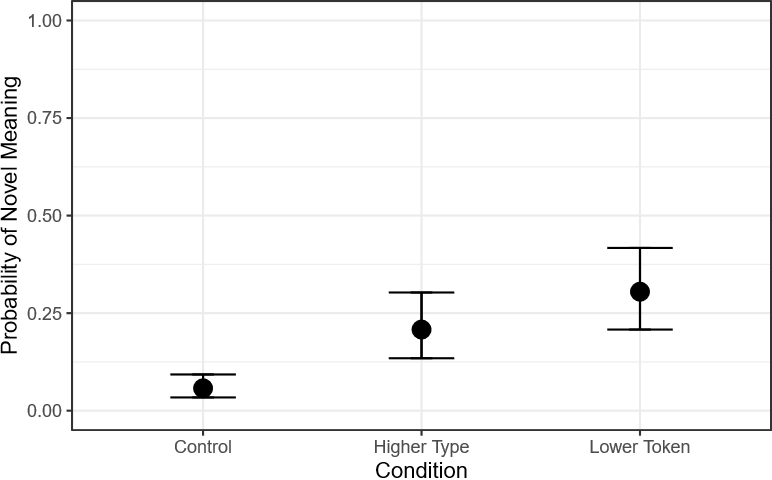 Probability of Novel Meaning
1.00
0.75
0.50
0.25
0.00
Control Higher Type Lower Token
Condition